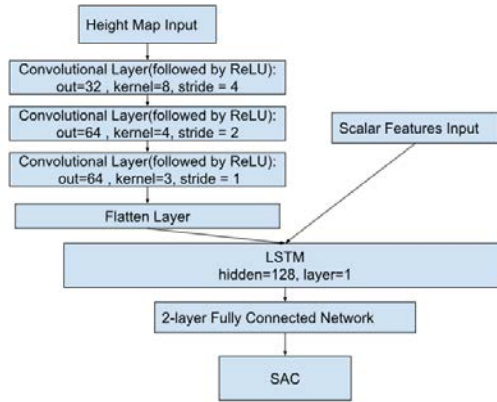 Height Map Input
Convolutional Layer(followed by ReLU):
out=32 , kernel=8, stride = 4
Convolutional Layer(followed by ReLU):
out=64 , kernel=4, stride = 2
Convolutional Layer(followed by ReLU):
out=64 , kernel=3, stride = 1
Scalar Features Input
Flatten Layer
LSTM
hidden=128, layer=1
2-layer Fully Connected Network
SAC